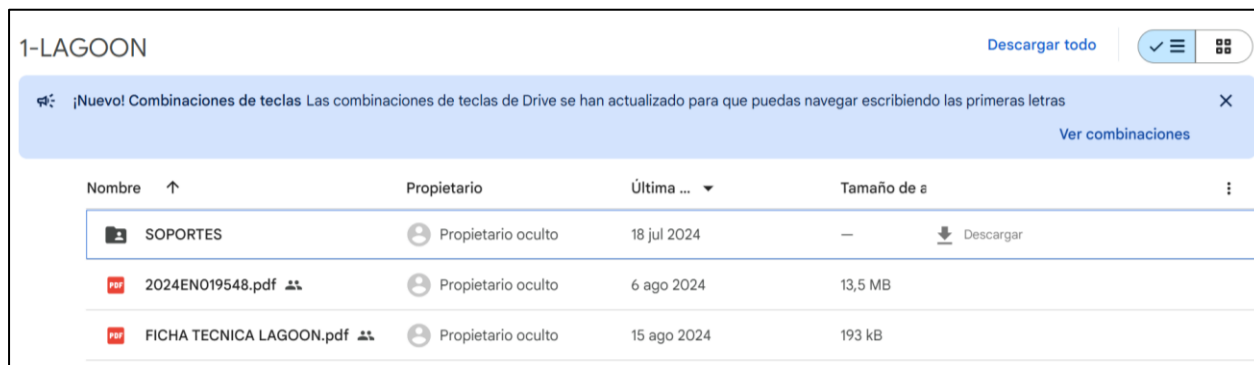 1-LAGOON
Descargar todo
¡Nuevo! Combinaciones de teclas Las combinaciones de teclas de Drive se han actualizado para que puedas navegar escribiendo las primeras letras
Ver combinaciones
Nombre Propietario Última ... Tamaño de a
SOPORTES Propietario oculto 18 jul 2024 — Descargar
PDF 2024EN019548.pdf Propietario oculto 6 ago 2024 13,5 MB
PDF FICHA TECNICA LAGOON.pdf Propietario oculto 15 ago 2024 193 kB